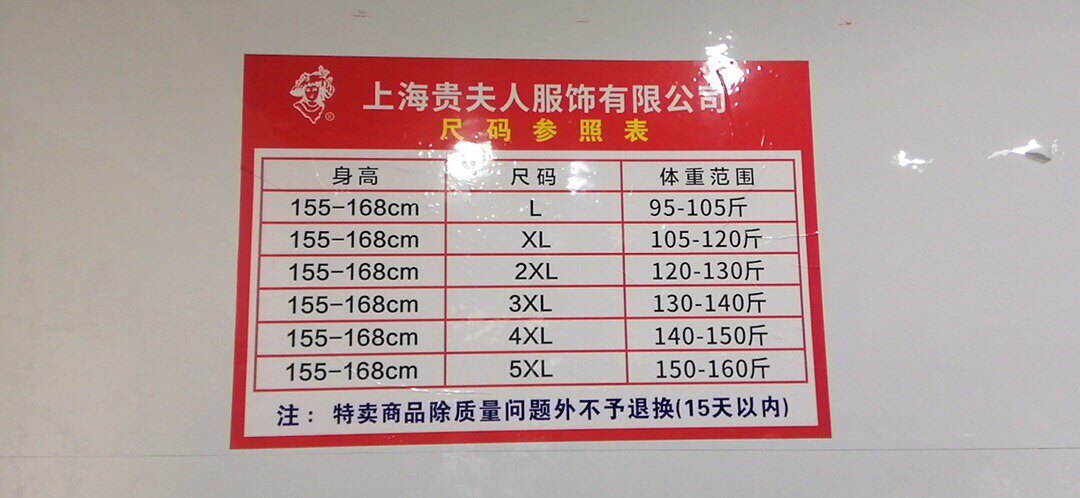 上海贵夫人服饰有限公司
尺码参照表
身高 尺码 体重范围
155-168cm L 95-105斤
155-168cm XL 105-120斤
155-168cm 2XL 120-130斤
155-168cm 3XL 130-140斤
155-168cm 4XL 140-150斤
155-168cm 5XL 150-160斤
注：特卖商品除质量问题外不予退换(15天以内)